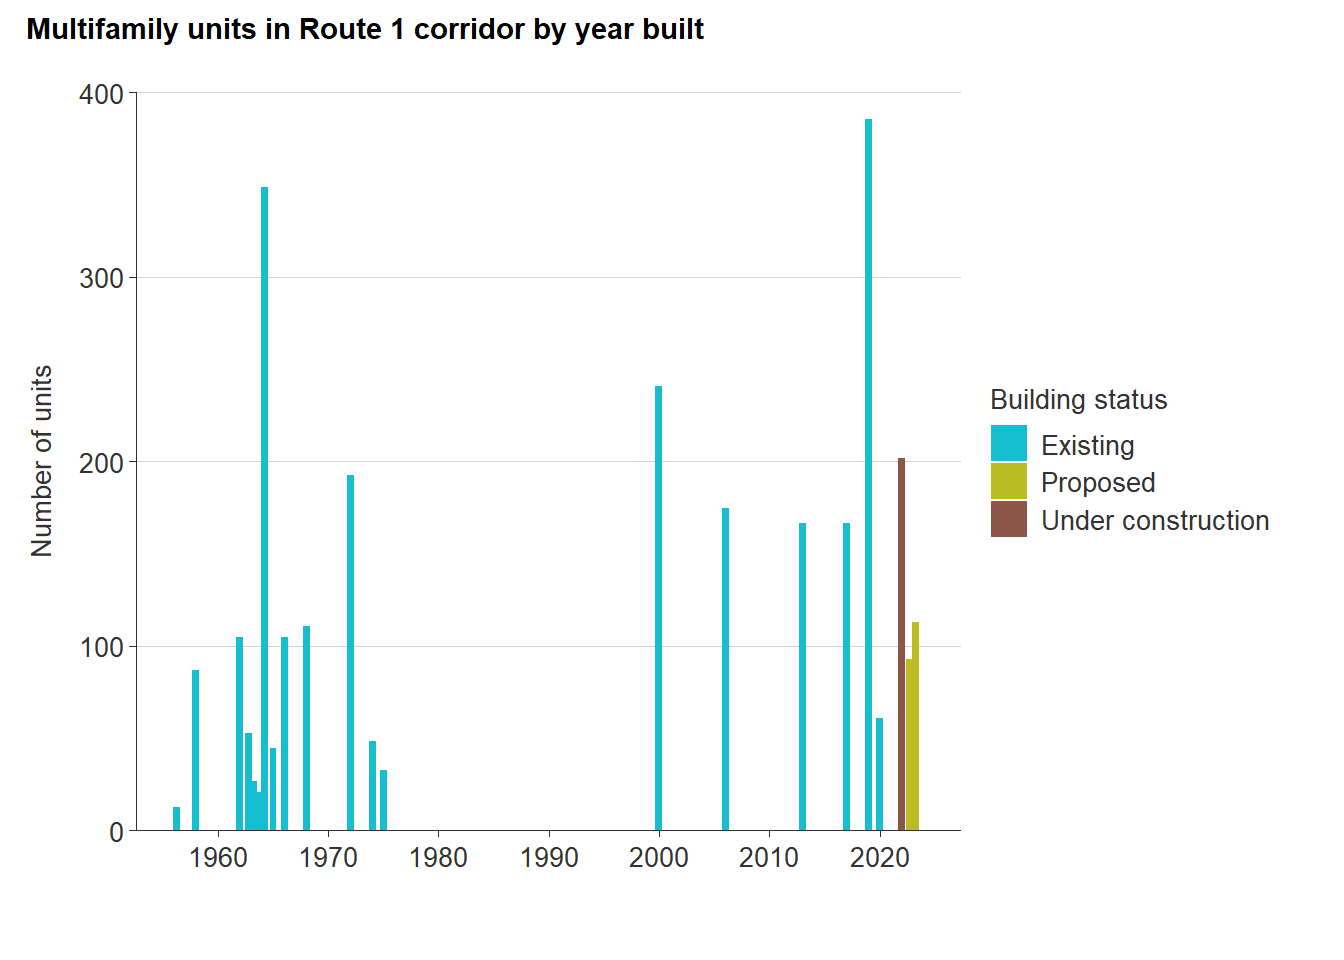 Multifamily units in Route 1 corridor by year built
400
300
200
100
0
Number of units
1960 1970 1980 1990 2000 2010 2020
Building status
Existing
Proposed
Under construction